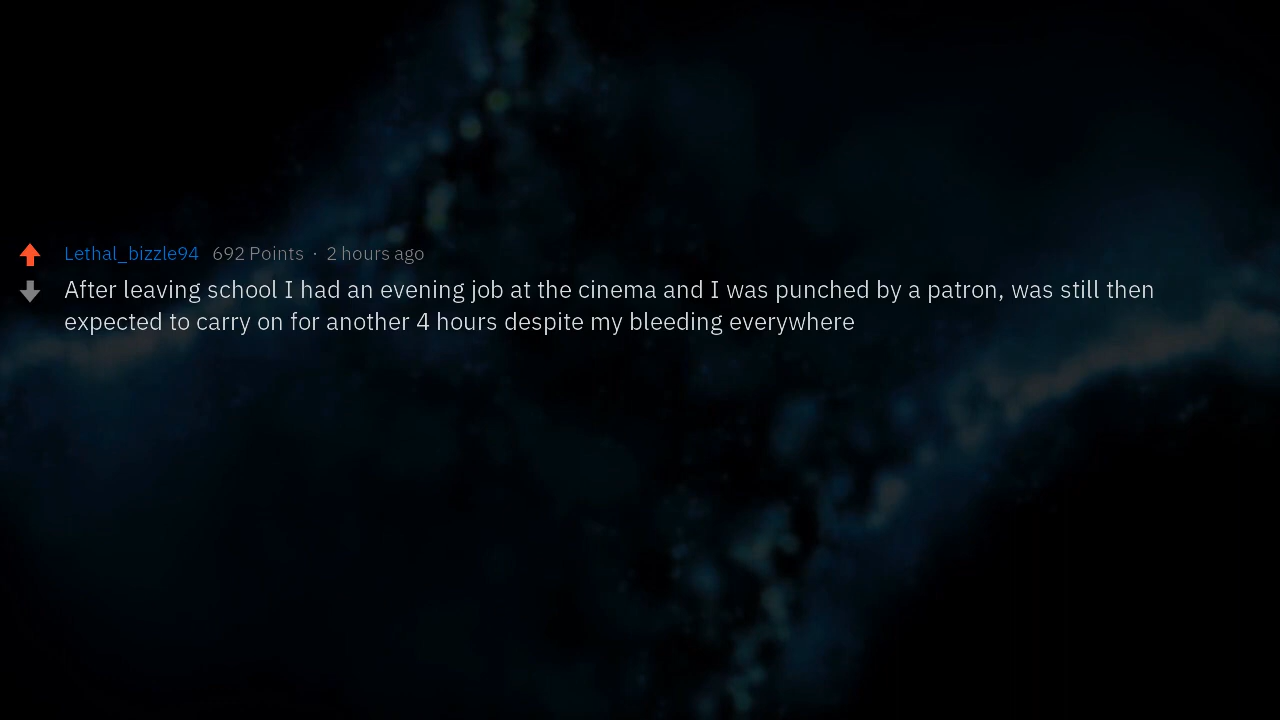 Lethal_bizzle94 692 Points · 2 hours ago
After leaving school I had an evening job at the cinema and I was punched by a patron, was still then
expected to carry on for another 4 hours despite my bleeding everywhere